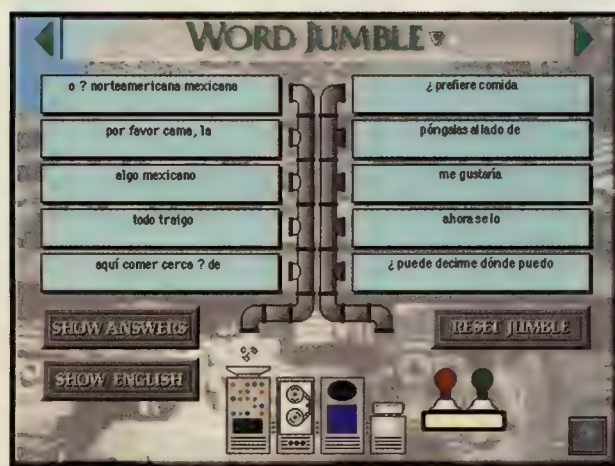 WORD JUMBLE
o ? norteamericana mexicana
por favor cama, la
algo mexicano
todo traigo
aquí comer cerca ? de
¿ prefiere comida
póngalas al lado de
me gustaría
ahora se lo
¿ puede decirme dónde puedo
SHOW ANSWERS
SHOW ENGLISH
RESET JUMBLE